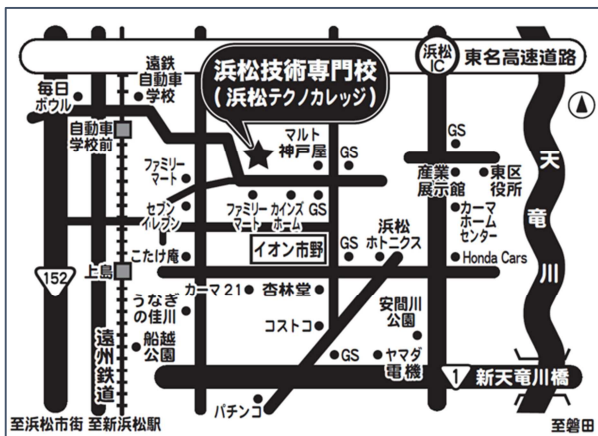 浜松
IC
東名高速道路
遠鉄
自動車
学校
浜松技術専門校
(浜松テクノカレッジ)
毎日
ボウル
自動車
学校前
マルト
神戸屋
GS
GS
産業
展示館
東区
役所
天竜川
ファミリー
マート
セブン
イレブン
ファミリー
マート
カインズ
ホーム
GS
浜松
ホトニクス
カーマ
ホーム
センター
こたけ庵
イオン市野
GS
Honda Cars
152
上島
カーマ21
杏林堂
うなぎ
の佳川
安間川
公園
コストコ
遠州鉄道
船越
公園
GS
ヤマダ
電機
1
新天竜川橋
パチンコ
至浜松市街
至新浜松駅
至磐田